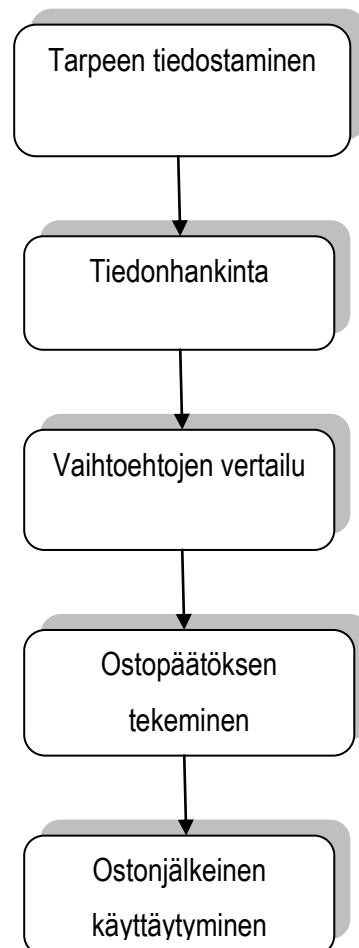 Tarpeen tiedostaminen
Tiedonhankinta
Vaihtoehtojen vertailu
Ostopäätöksen
tekeminen
Ostonjälkeinen
käyttäytyminen